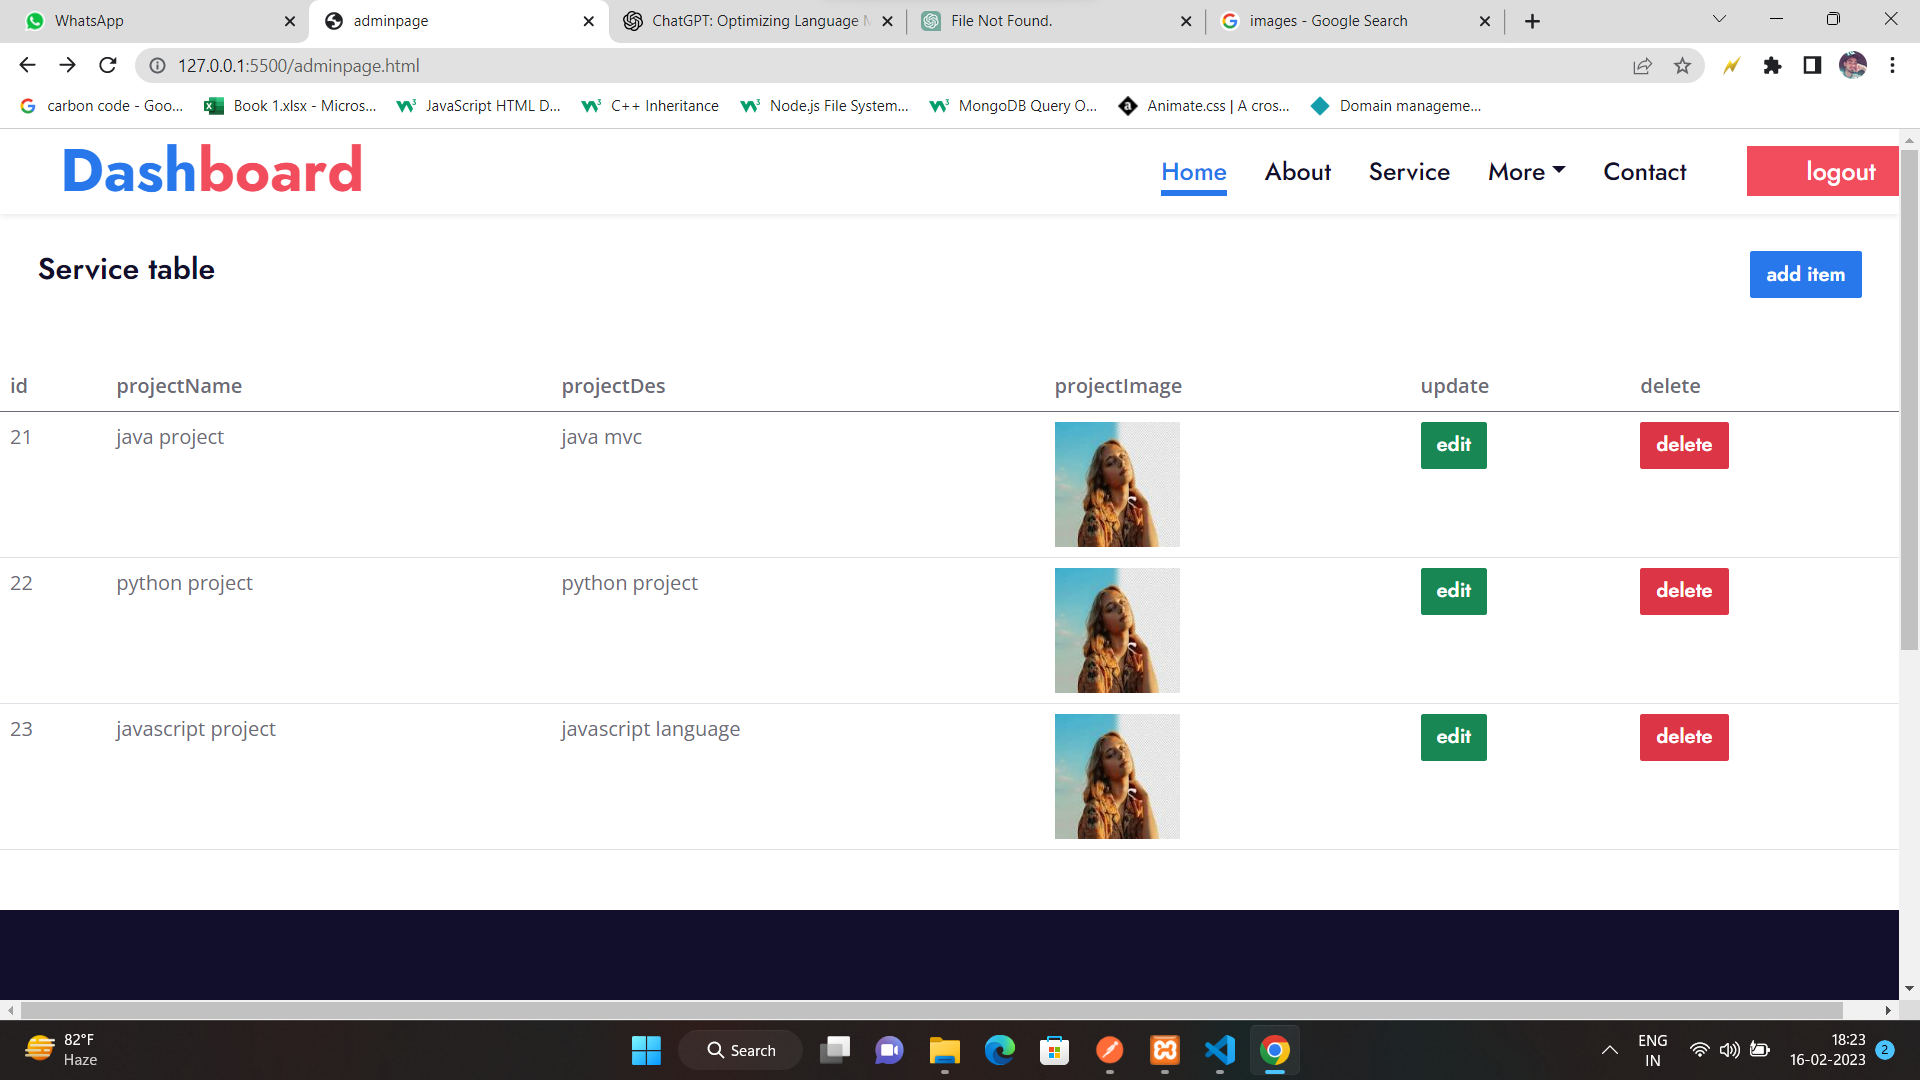 WhatsApp
adminpage
ChatGPT: Optimizing Language M
File Not Found.
images - Google Search
127.0.0.1:5500/adminpage.html
carbon code - Goo...
Book 1.xlsx - Micros...
JavaScript HTML D...
C++ Inheritance
Node.js File System...
MongoDB Query O...
Animate.css | A cros...
Domain manageme...
Dashboard
Home
About
Service
More
Contact
logout
Service table
add item
id projectName projectDes projectImage update delete
21 java project java mvc edit delete
22 python project python project edit delete
23 javascript project javascript language edit delete
82°F
Haze
Search
ENG
IN
18:23
16-02-2023
2